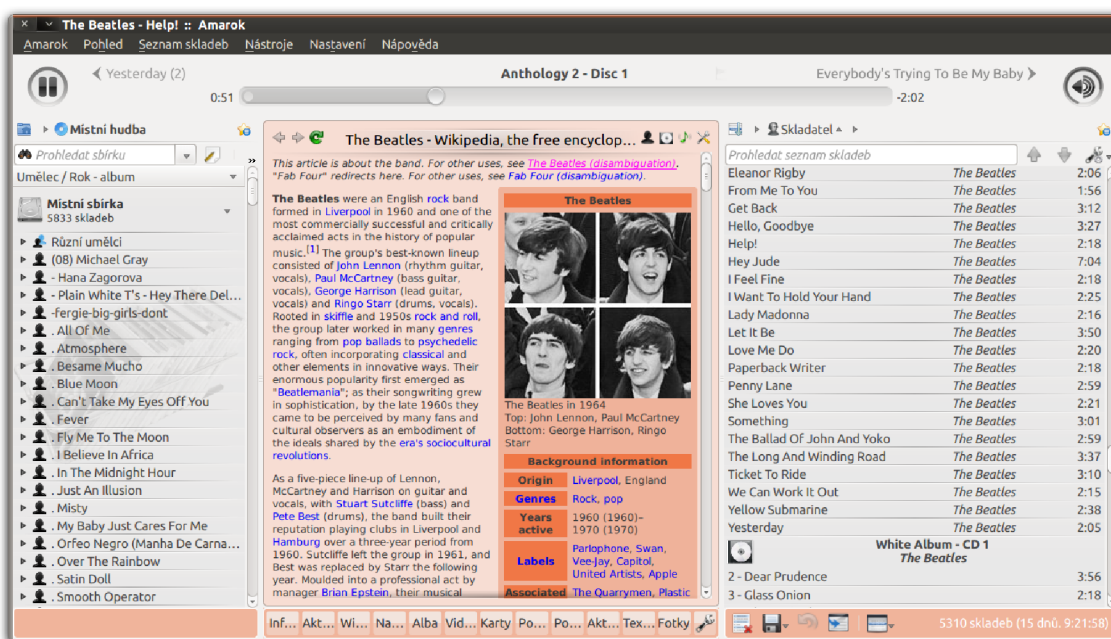 The Beatles - Help! :: Amarok
Amarok Pohled Seznam skladeb Nástroje Nastavení Nápověda
Yesterday (2)
Anthology 2 - Disc 1
Everybody's Trying To Be My Baby
0:51
-2:02
Místní hudba
Prohledat sbírku
»
Umělec / Rok - album
Místní sbírka
5833 skladeb
Různí umělci
(08) Michael Gray
- Hana Zagorova
- Plain White T's - Hey There Del...
-fergie-big-girls-dont
. All Of Me
. Atmosphere
. Besame Mucho
. Blue Moon
. Can't Take My Eyes Off You
. Fever
. Fly Me To The Moon
. I Believe In Africa
. In The Midnight Hour
. Just An Illusion
. Misty
. My Baby Just Cares For Me
. Orfeo Negro (Manha De Carna...
. Over The Rainbow
. Satin Doll
. Smooth Operator
The Beatles - Wikipedia, the free encyclop...
This article is about the band. For other uses, see The Beatles (disambiguation).
"Fab Four" redirects here. For other uses, see Fab Four (disambiguation).
The Beatles were an English rock band
formed in Liverpool in 1960 and one of the
most commercially successful and critically
acclaimed acts in the history of popular
music.[1] The group's best-known lineup
consisted of John Lennon (rhythm guitar,
vocals), Paul McCartney (bass guitar,
vocals), George Harrison (lead guitar,
vocals) and Ringo Starr (drums, vocals).
Rooted in skiffle and 1950s rock and roll,
the group later worked in many genres
ranging from pop ballads to psychedelic
rock, often incorporating classical and
other elements in innovative ways. Their
enormous popularity first emerged as
"Beatlemania"; as their songwriting grew
in sophistication, by the late 1960s they
came to be perceived by many fans and
cultural observers as an embodiment of
the ideals shared by the era's sociocultural
revolutions.
As a five-piece line-up of Lennon,
McCartney and Harrison on guitar and
vocals, with Stuart Sutcliffe (bass) and
Pete Best (drums), the band built their
reputation playing clubs in Liverpool and
Hamburg over a three-year period from
1960. Sutcliffe left the group in 1961, and
Best was replaced by Starr the following
year. Moulded into a professional act by
manager Brian Epstein, their musical
The Beatles
The Beatles in 1964
Top: John Lennon, Paul McCartney
Bottom: George Harrison, Ringo
Starr
Background information
Origin Liverpool, England
Genres Rock, pop
Years active 1960 (1960)–
1970 (1970)
Labels Parlophone, Swan,
Vee-Jay, Capitol,
United Artists, Apple
Associated The Quarrymen, Plastic
Inf... Akt... Wi... Na... Alba Vid... Karty Po... Po... Akt... Tex... Fotky
Skladatel
Prohledat seznam skladeb
Eleanor Rigby The Beatles 2:06
From Me To You The Beatles 1:56
Get Back The Beatles 3:12
Hello, Goodbye The Beatles 3:27
Help! The Beatles 2:18
Hey Jude The Beatles 7:04
I Feel Fine The Beatles 2:18
I Want To Hold Your Hand The Beatles 2:25
Lady Madonna The Beatles 2:16
Let It Be The Beatles 3:50
Love Me Do The Beatles 2:20
Paperback Writer The Beatles 2:18
Penny Lane The Beatles 2:59
She Loves You The Beatles 2:21
Something The Beatles 3:01
The Ballad Of John And Yoko The Beatles 2:59
The Long And Winding Road The Beatles 3:37
Ticket To Ride The Beatles 3:10
We Can Work It Out The Beatles 2:15
Yellow Submarine The Beatles 2:38
Yesterday The Beatles 2:05
White Album - CD 1
The Beatles
2 - Dear Prudence 3:56
3 - Glass Onion 2:18
5310 skladeb (15 dnů, 9:21:58)